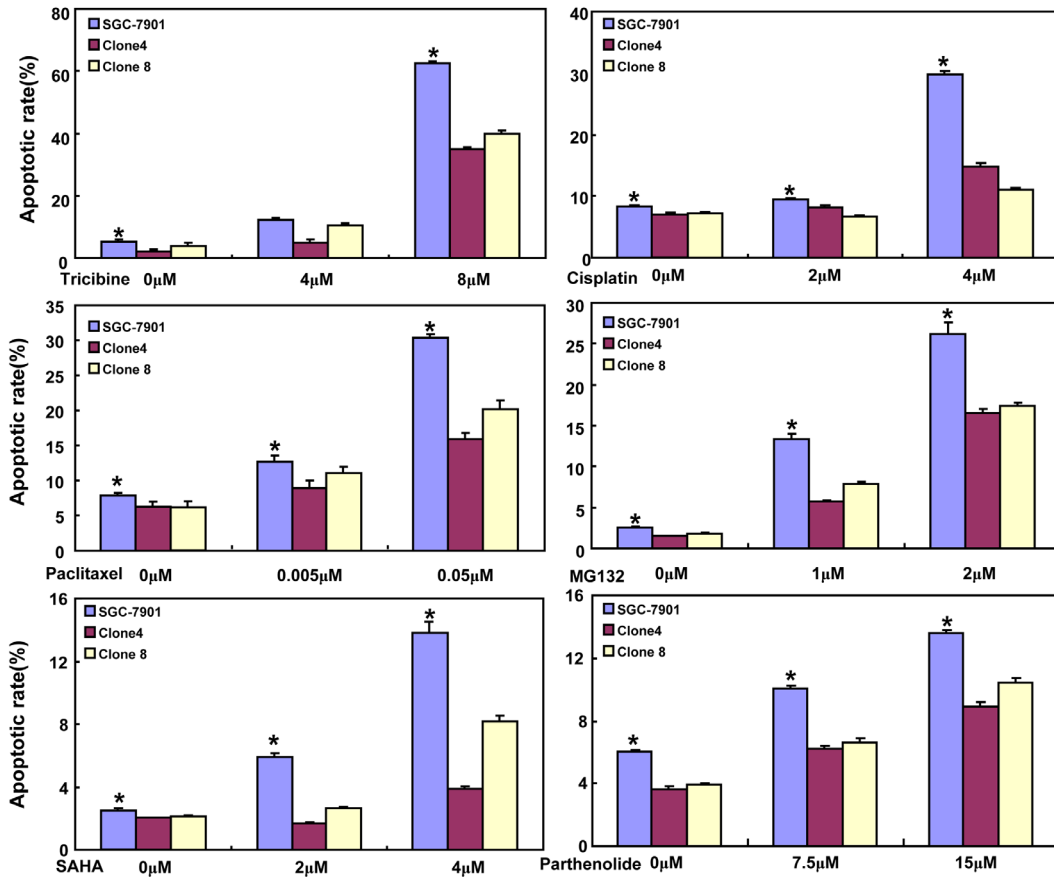 Apoptotic rate(%)
80
60
40
20
0
SGC-7901
Clone4
Clone 8
*
*
Tricibine 0μM 4μM 8μM
40
30
20
10
0
SGC-7901
Clone4
Clone 8
*
*
*
Cisplatin 0μM 2μM 4μM
Apoptotic rate(%)
35
30
25
20
15
10
5
0
SGC-7901
Clone4
Clone 8
*
*
*
Paclitaxel 0μM 0.005μM 0.05μM
30
25
20
15
10
5
0
SGC-7901
Clone4
Clone 8
*
*
*
MG132 0μM 1μM 2μM
Apoptotic rate(%)
16
12
8
4
0
SGC-7901
Clone4
Clone 8
*
*
*
SAHA 0μM 2μM 4μM
16
12
8
4
0
SGC-7901
Clone4
Clone 8
*
*
*
Parthenolide 0μM 7.5μM 15μM